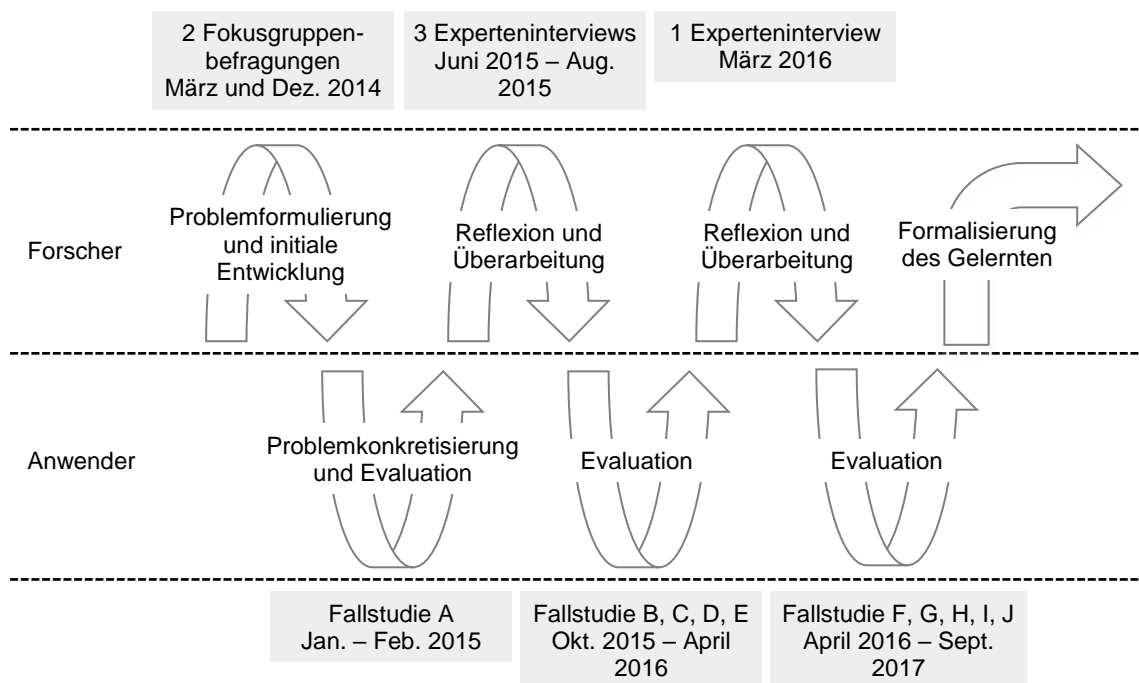 2 Fokusgruppen-
befragungen
März und Dez. 2014
3 Experteninterviews
Juni 2015 – Aug.
2015
1 Experteninterview
März 2016
Forscher
Problemformulierung
und initiale
Entwicklung
Reflexion und
Überarbeitung
Reflexion und
Überarbeitung
Formalisierung
des Gelernten
Anwender
Problemkonkretisierung
und Evaluation
Evaluation
Evaluation
Fallstudie A
Jan. – Feb. 2015
Fallstudie B, C, D, E
Okt. 2015 – April
2016
Fallstudie F, G, H, I, J
April 2016 – Sept.
2017